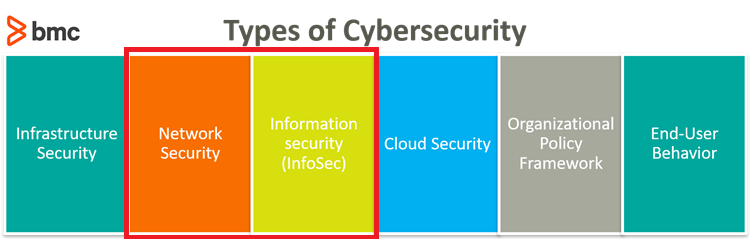 bmc
Types of Cybersecurity
Infrastructure
Security
Network
Security
Information
security
(InfoSec)
Cloud Security
Organizational
Policy
Framework
End-User
Behavior